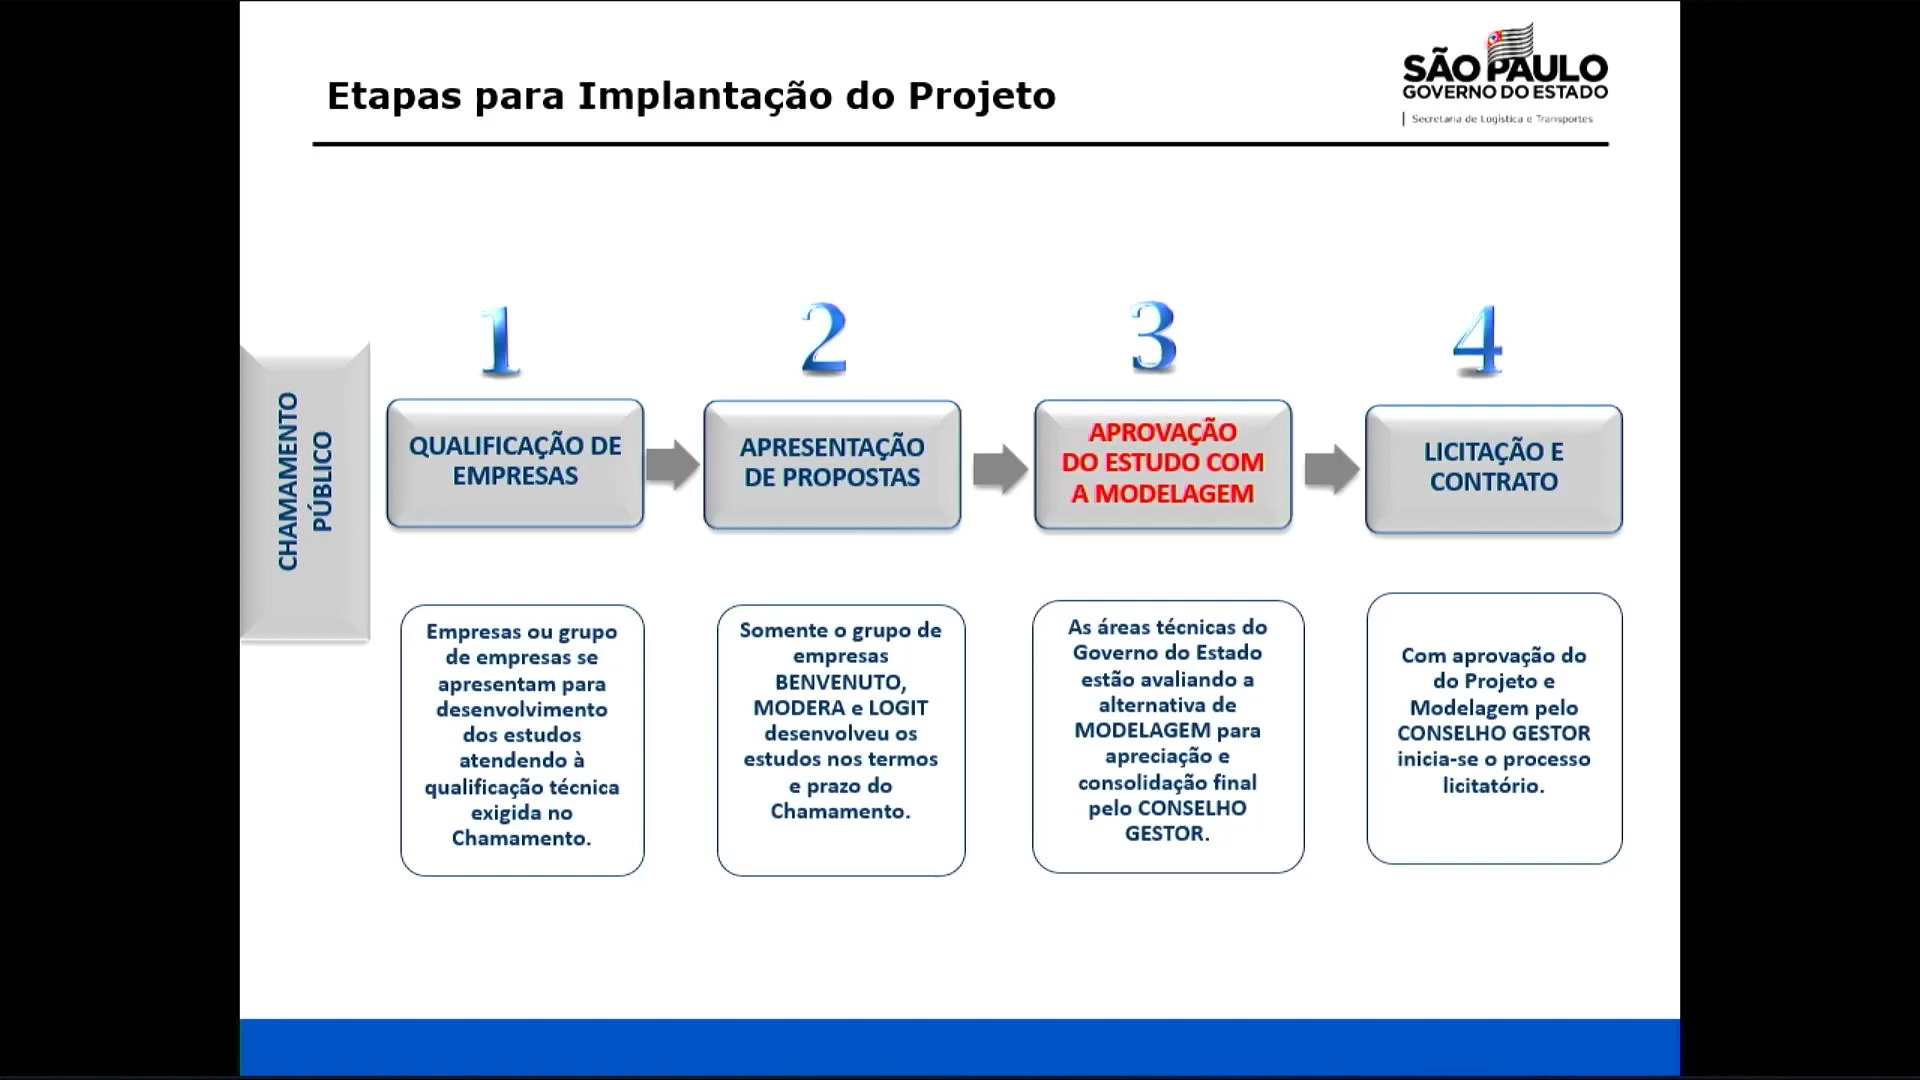 Etapas para Implantação do Projeto
SÃO PAULO
GOVERNO DO ESTADO
Secretaria de Logística e Transportes
CHAMAMENTO
PÚBLICO
1
QUALIFICAÇÃO DE
EMPRESAS
Empresas ou grupo
de empresas se
apresentam para
desenvolvimento
dos estudos
atendendo à
qualificação técnica
exigida no
Chamamento.
2
APRESENTAÇÃO
DE PROPOSTAS
Somente o grupo de
empresas
BENVENUTO,
MODERA e LOGIT
desenvolveu os
estudos nos termos
e prazo do
Chamamento.
3
APROVAÇÃO
DO ESTUDO COM
A MODELAGEM
As áreas técnicas do
Governo do Estado
estão avaliando a
alternativa de
MODELAGEM para
apreciação e
consolidação final
pelo CONSELHO
GESTOR.
4
LICITAÇÃO E
CONTRATO
Com aprovação do
do Projeto e
Modelagem pelo
CONSELHO GESTOR
inicia-se o processo
licitatório.